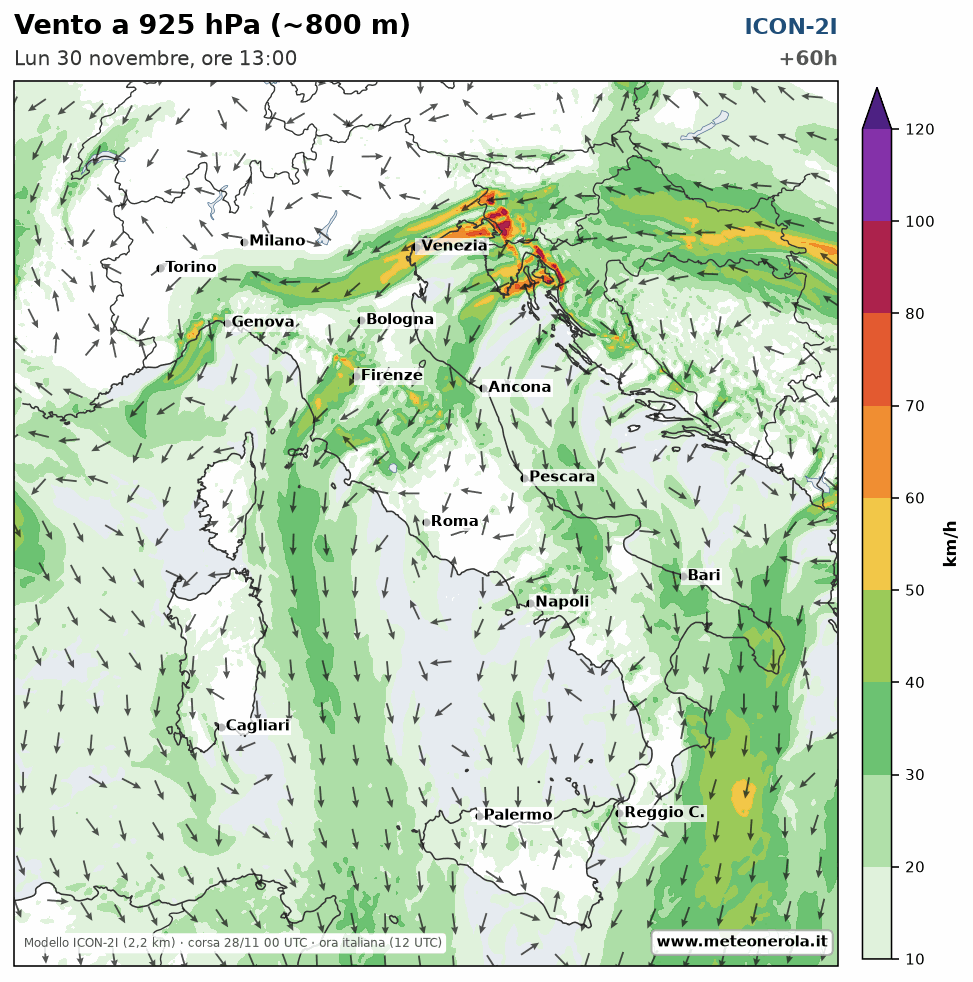 Vento a 925 hPa (~800 m)
ICON-2I
Lun 30 novembre, ore 13:00
+60h
120
100
80
70
60
50
40
30
20
10
km/h
Milano
Venezia
Torino
Genova
Bologna
Firenze
Ancona
Pescara
Roma
Bari
Napoli
Cagliari
Palermo
Reggio C.
Modello ICON-2I (2,2 km) · corsa 28/11 00 UTC · ora italiana (12 UTC)
www.meteonerola.it